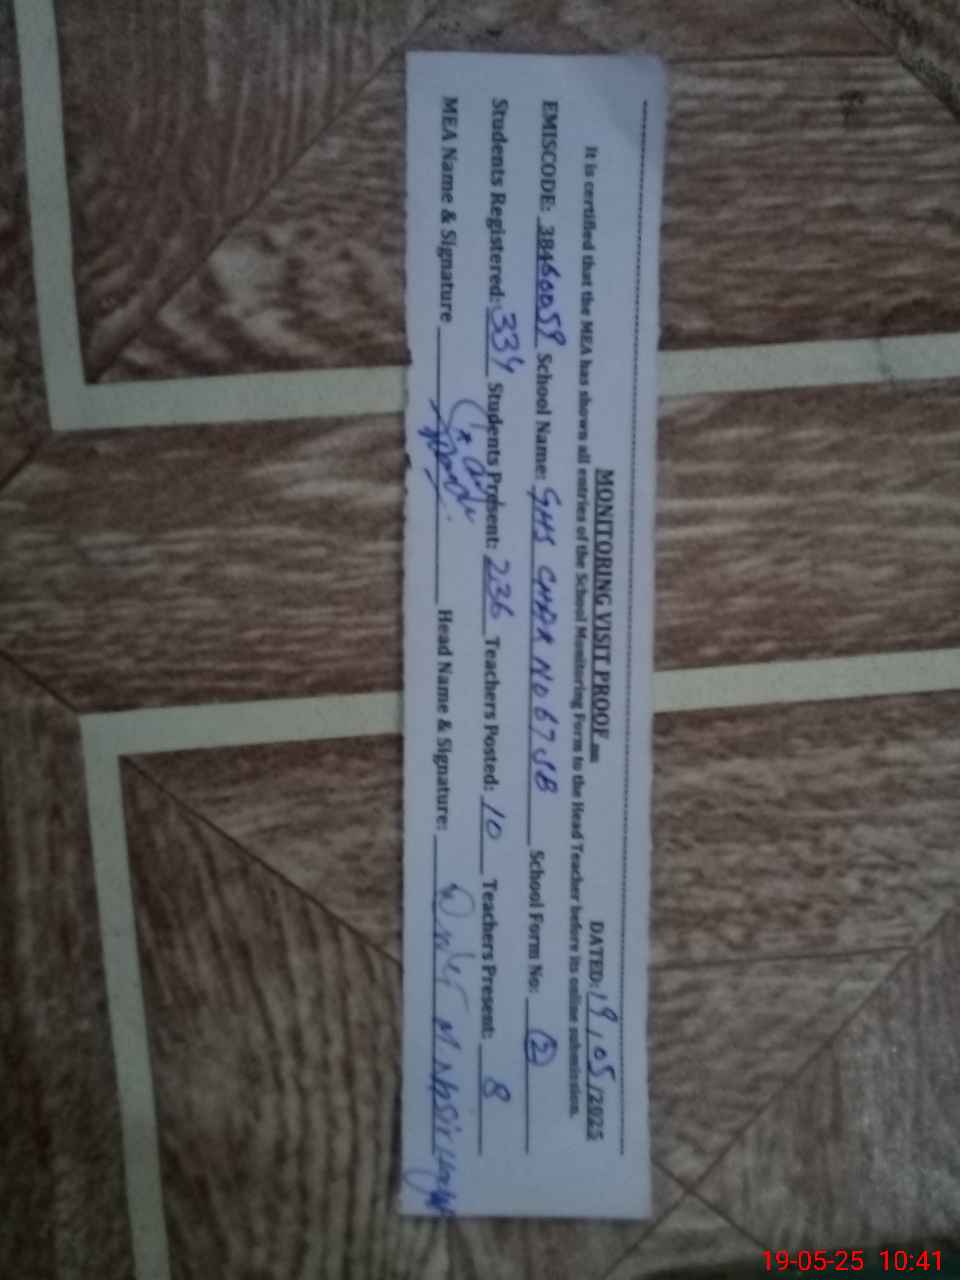 MONITORING VISIT PROOF DATED: 19/05/2025
It is certified that the MEA has shown all entries of the School Monitoring Form to the Head Teacher before its online submission.
EMISCODE: 38460059 School Name: GHS CHAK NO 67 SB School Form No: 2
Students Registered: 334 Students Present: 236 Teachers Posted: 10 Teachers Present: 8
MEA Name & Signature Head Name & Signature:
19-05-25 10:41